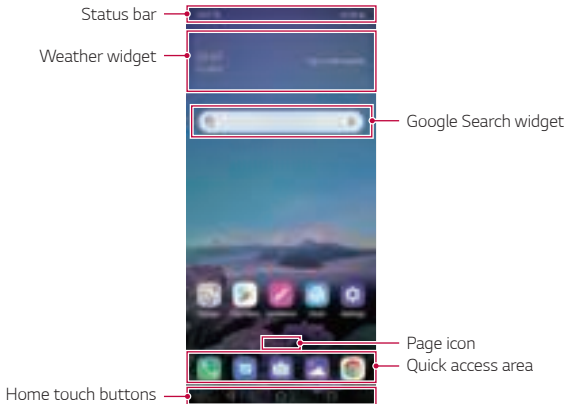 Status bar
Weather widget
Google Search widget
Page icon
Quick access area
Home touch buttons